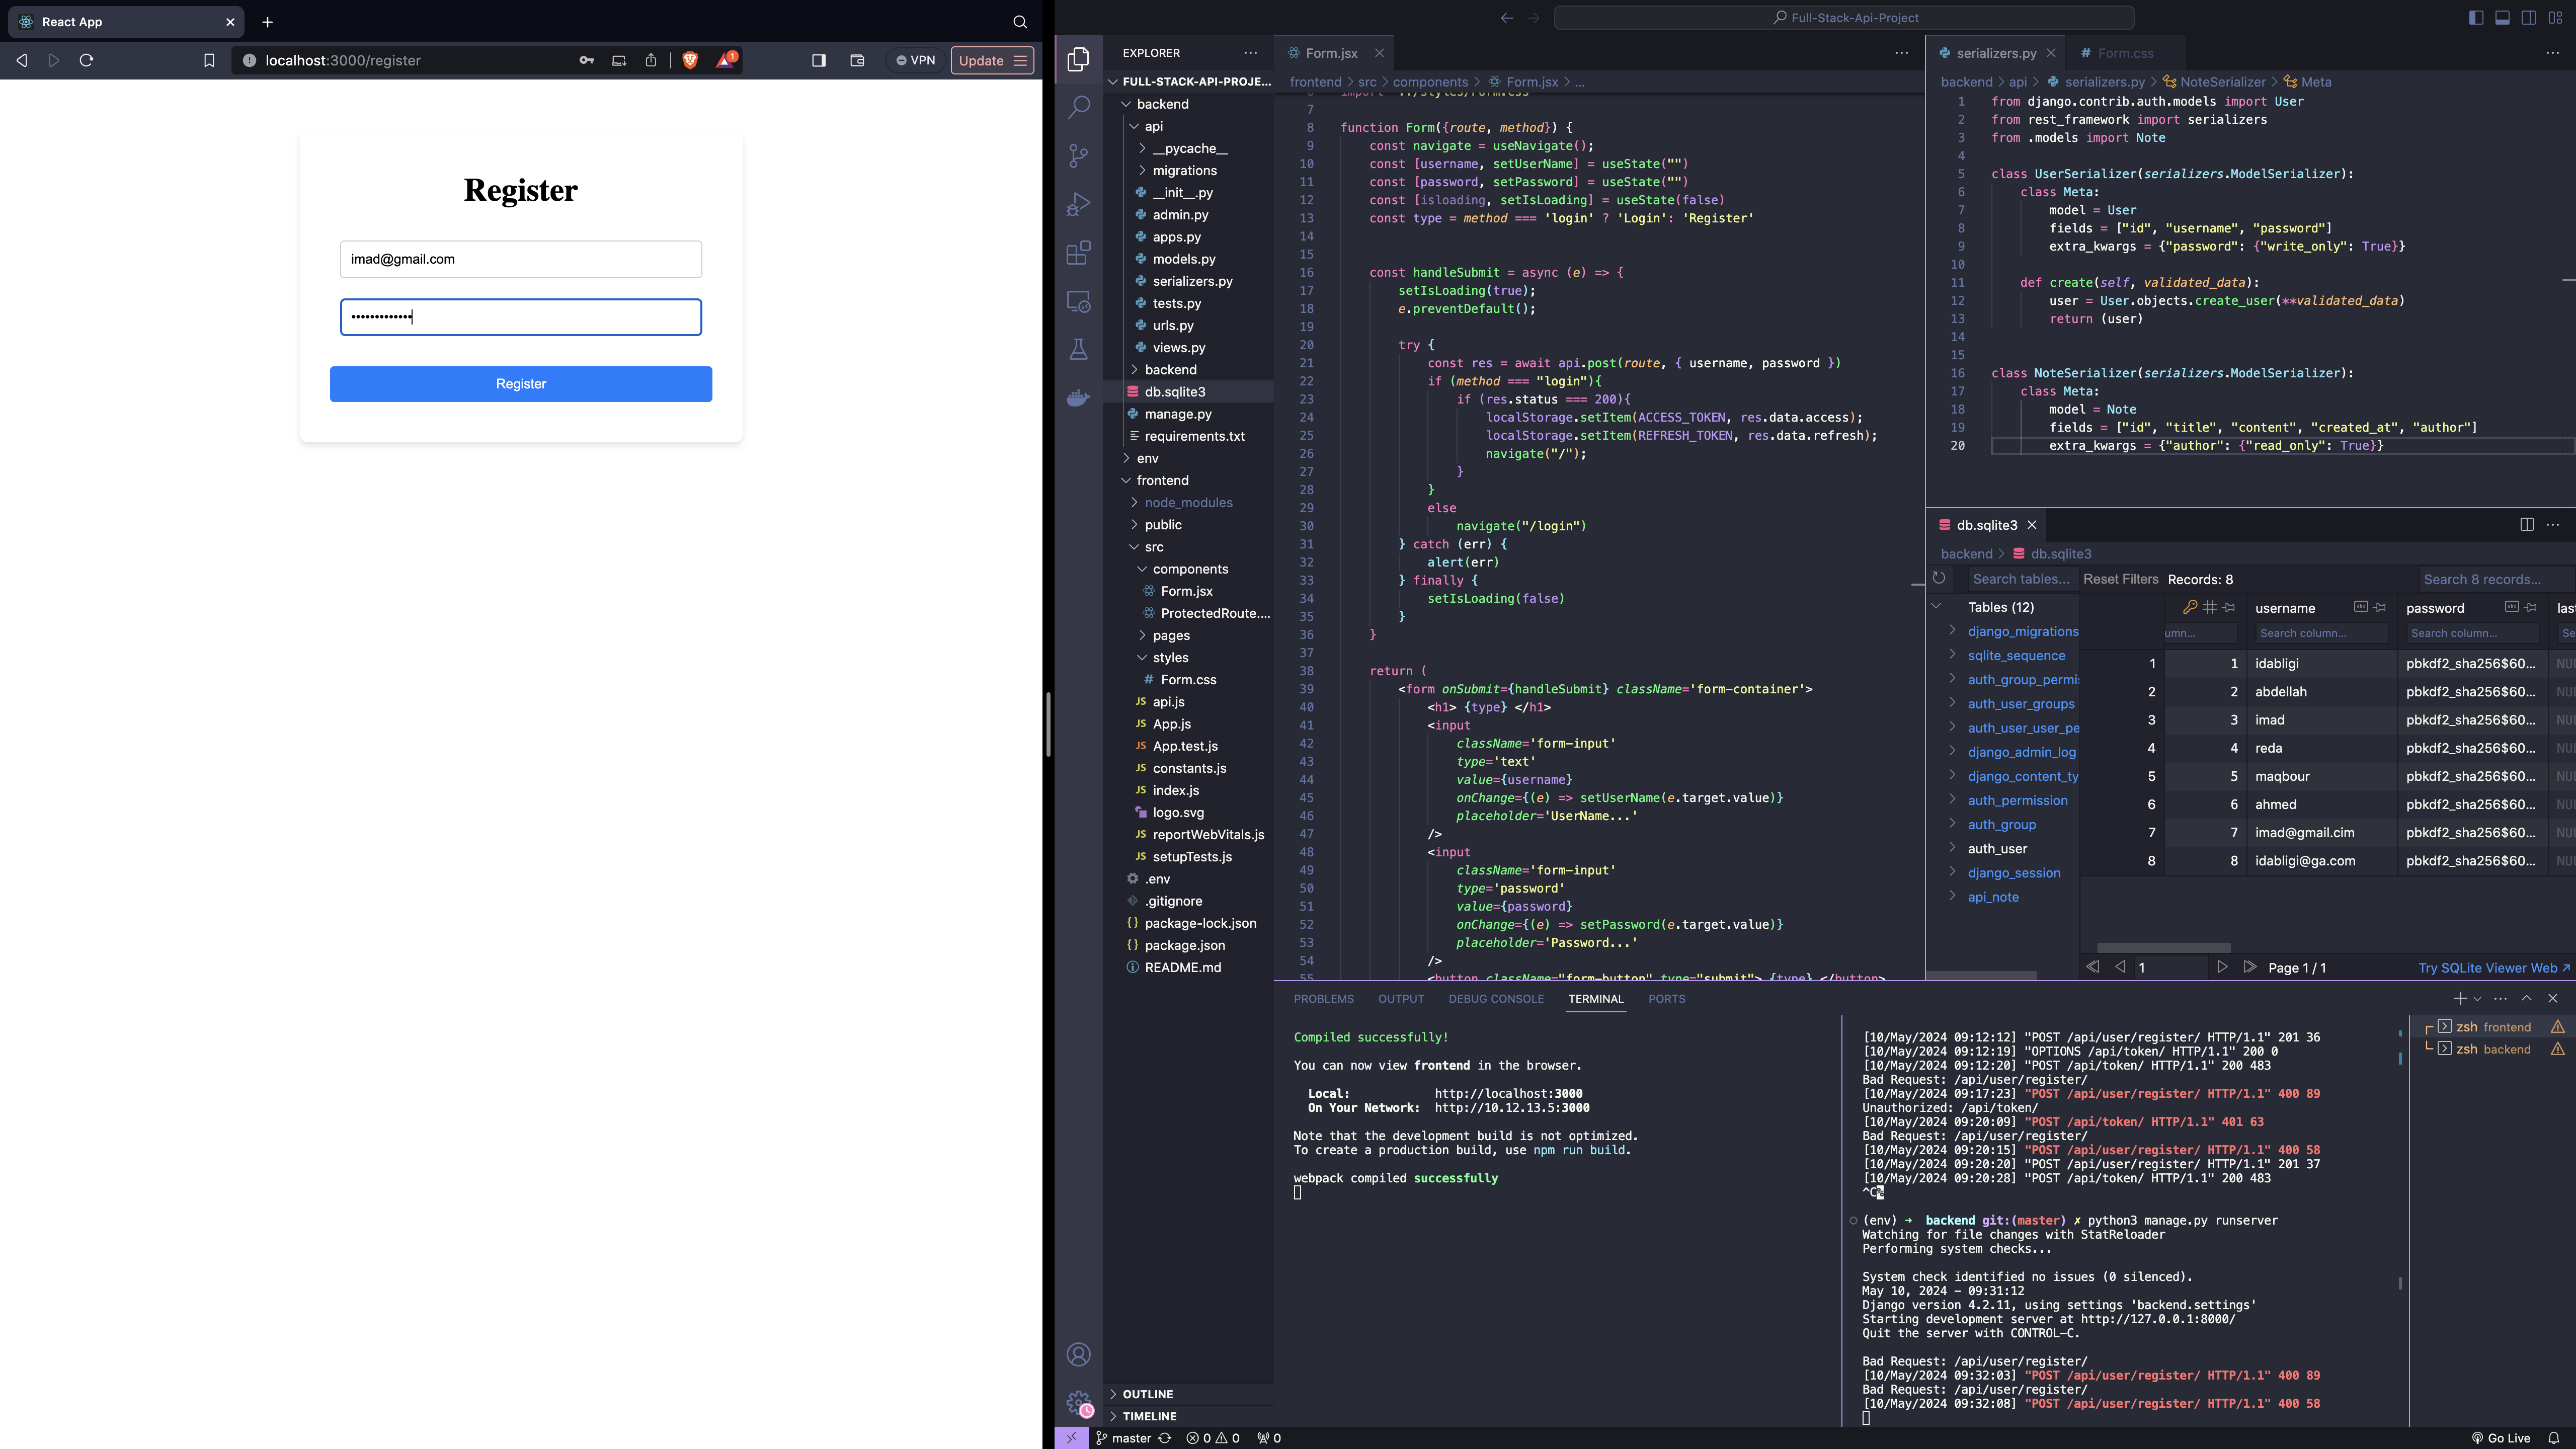 React App
localhost:3000/register
VPN
Update
Register
imad@gmail.com
•••••••••••••
Register
Full-Stack-Api-Project
EXPLORER
FULL-STACK-API-PROJE...
backend
api
__pycache__
migrations
__init__.py
admin.py
apps.py
models.py
serializers.py
tests.py
urls.py
views.py
backend
db.sqlite3
manage.py
requirements.txt
env
frontend
node_modules
public
src
components
Form.jsx
ProtectedRoute....
pages
styles
Form.css
api.js
App.js
App.test.js
constants.js
index.js
logo.svg
reportWebVitals.js
setupTests.js
.env
.gitignore
package-lock.json
package.json
README.md
OUTLINE
TIMELINE
Form.jsx
frontend > src > components > Form.jsx > ...
6 import '../styles/Form.css'
7
8 function Form({route, method}) {
9 const navigate = useNavigate();
10 const [username, setUserName] = useState("")
11 const [password, setPassword] = useState("")
12 const [isloading, setIsLoading] = useState(false)
13 const type = method === 'login' ? 'Login': 'Register'
14
15
16 const handleSubmit = async (e) => {
17 setIsLoading(true);
18 e.preventDefault();
19
20 try {
21 const res = await api.post(route, { username, password })
22 if (method === "login"){
23 if (res.status === 200){
24 localStorage.setItem(ACCESS_TOKEN, res.data.access);
25 localStorage.setItem(REFRESH_TOKEN, res.data.refresh);
26 navigate("/");
27 }
28 }
29 else
30 navigate("/login")
31 } catch (err) {
32 alert(err)
33 } finally {
34 setIsLoading(false)
35 }
36 }
37
38 return (
39 <form onSubmit={handleSubmit} className='form-container'>
40 <h1> {type} </h1>
41 <input
42 className='form-input'
43 type='text'
44 value={username}
45 onChange={(e) => setUserName(e.target.value)}
46 placeholder='UserName...'
47 />
48 <input
49 className='form-input'
50 type='password'
51 value={password}
52 onChange={(e) => setPassword(e.target.value)}
53 placeholder='Password...'
54 />
55 <button className="form-button" type="submit"> {type} </button>
serializers.py
Form.css
backend > api > serializers.py > NoteSerializer > Meta
1 from django.contrib.auth.models import User
2 from rest_framework import serializers
3 from .models import Note
4
5 class UserSerializer(serializers.ModelSerializer):
6 class Meta:
7 model = User
8 fields = ["id", "username", "password"]
9 extra_kwargs = {"password": {"write_only": True}}
10
11 def create(self, validated_data):
12 user = User.objects.create_user(**validated_data)
13 return (user)
14
15
16 class NoteSerializer(serializers.ModelSerializer):
17 class Meta:
18 model = Note
19 fields = ["id", "title", "content", "created_at", "author"]
20 extra_kwargs = {"author": {"read_only": True}}
db.sqlite3
backend > db.sqlite3
Search tables... Reset Filters Records: 8 Search 8 records...
Tables (12)
django_migrations
sqlite_sequence
auth_group_permis
auth_user_groups
auth_user_user_pe
django_admin_log
django_content_ty
auth_permission
auth_group
auth_user
django_session
api_note
username password las
umn... Search column... Search column... Se
1 1 idabligi pbkdf2_sha256$60... NU
2 2 abdellah pbkdf2_sha256$60... NU
3 3 imad pbkdf2_sha256$60... NU
4 4 reda pbkdf2_sha256$60... NU
5 5 maqbour pbkdf2_sha256$60... NU
6 6 ahmed pbkdf2_sha256$60... NU
7 7 imad@gmail.cim pbkdf2_sha256$60... NU
8 8 idabligi@ga.com pbkdf2_sha256$60... NU
1 Page 1 / 1 Try SQLite Viewer Web ↗
PROBLEMS OUTPUT DEBUG CONSOLE TERMINAL PORTS
Compiled successfully!
You can now view frontend in the browser.
Local: http://localhost:3000
On Your Network: http://10.12.13.5:3000
Note that the development build is not optimized.
To create a production build, use npm run build.
webpack compiled successfully
[10/May/2024 09:12:12] "POST /api/user/register/ HTTP/1.1" 201 36
[10/May/2024 09:12:19] "OPTIONS /api/token/ HTTP/1.1" 200 0
[10/May/2024 09:12:20] "POST /api/token/ HTTP/1.1" 200 483
Bad Request: /api/user/register/
[10/May/2024 09:17:23] "POST /api/user/register/ HTTP/1.1" 400 89
Unauthorized: /api/token/
[10/May/2024 09:20:09] "POST /api/token/ HTTP/1.1" 401 63
Bad Request: /api/user/register/
[10/May/2024 09:20:15] "POST /api/user/register/ HTTP/1.1" 400 58
[10/May/2024 09:20:20] "POST /api/user/register/ HTTP/1.1" 201 37
[10/May/2024 09:20:28] "POST /api/token/ HTTP/1.1" 200 483
^C%
(env) ➜ backend git:(master) ✗ python3 manage.py runserver
Watching for file changes with StatReloader
Performing system checks...
System check identified no issues (0 silenced).
May 10, 2024 - 09:31:12
Django version 4.2.11, using settings 'backend.settings'
Starting development server at http://127.0.0.1:8000/
Quit the server with CONTROL-C.
Bad Request: /api/user/register/
[10/May/2024 09:32:03] "POST /api/user/register/ HTTP/1.1" 400 89
Bad Request: /api/user/register/
[10/May/2024 09:32:08] "POST /api/user/register/ HTTP/1.1" 400 58
zsh frontend
zsh backend
master 0 0 0
Go Live